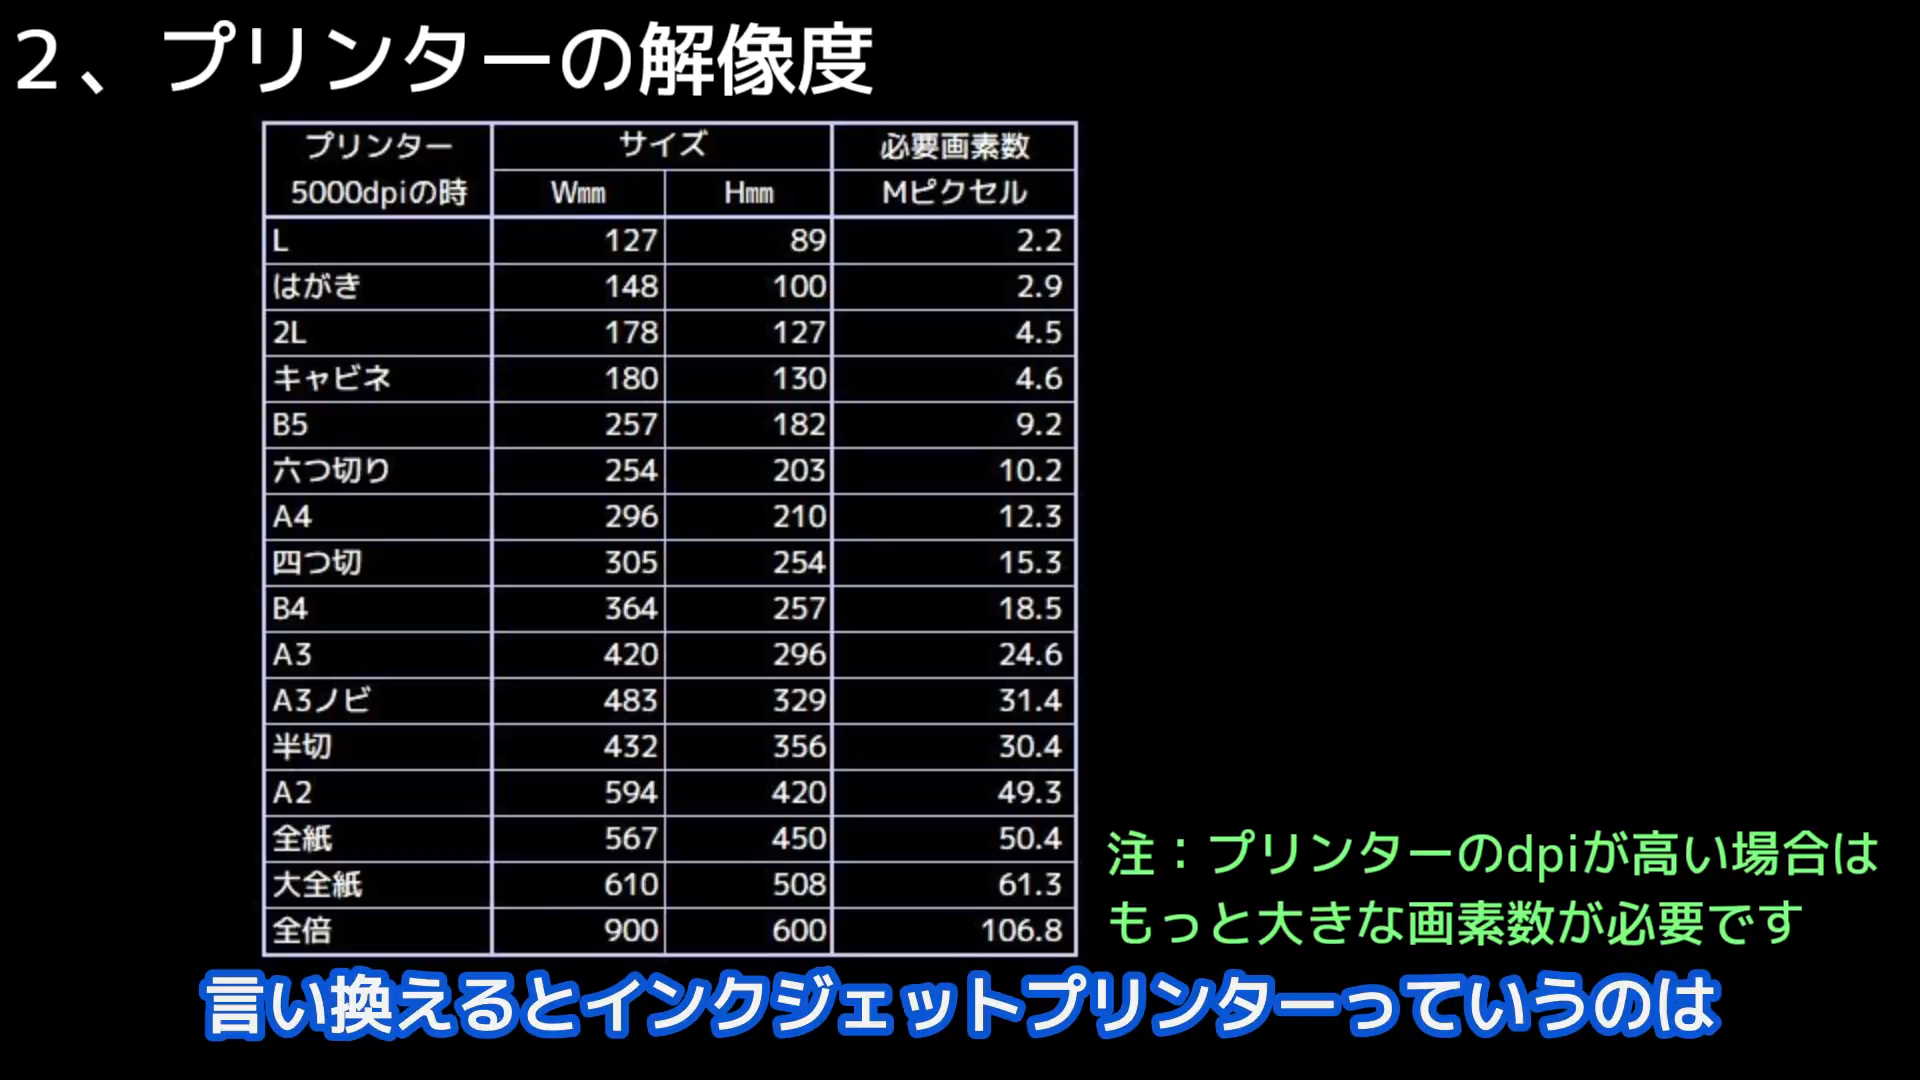 ２、プリンターの解像度
プリンター サイズ 必要画素数
5000dpiの時 W㎜ H㎜ Mピクセル
L 127 89 2.2
はがき 148 100 2.9
2L 178 127 4.5
キャビネ 180 130 4.6
B5 257 182 9.2
六つ切り 254 203 10.2
A4 296 210 12.3
四つ切 305 254 15.3
B4 364 257 18.5
A3 420 296 24.6
A3ノビ 483 329 31.4
半切 432 356 30.4
A2 594 420 49.3
全紙 567 450 50.4
大全紙 610 508 61.3
全倍 900 600 106.8
注：プリンターのdpiが高い場合は
もっと大きな画素数が必要です
言い換えるとインクジェットプリンターっていうのは